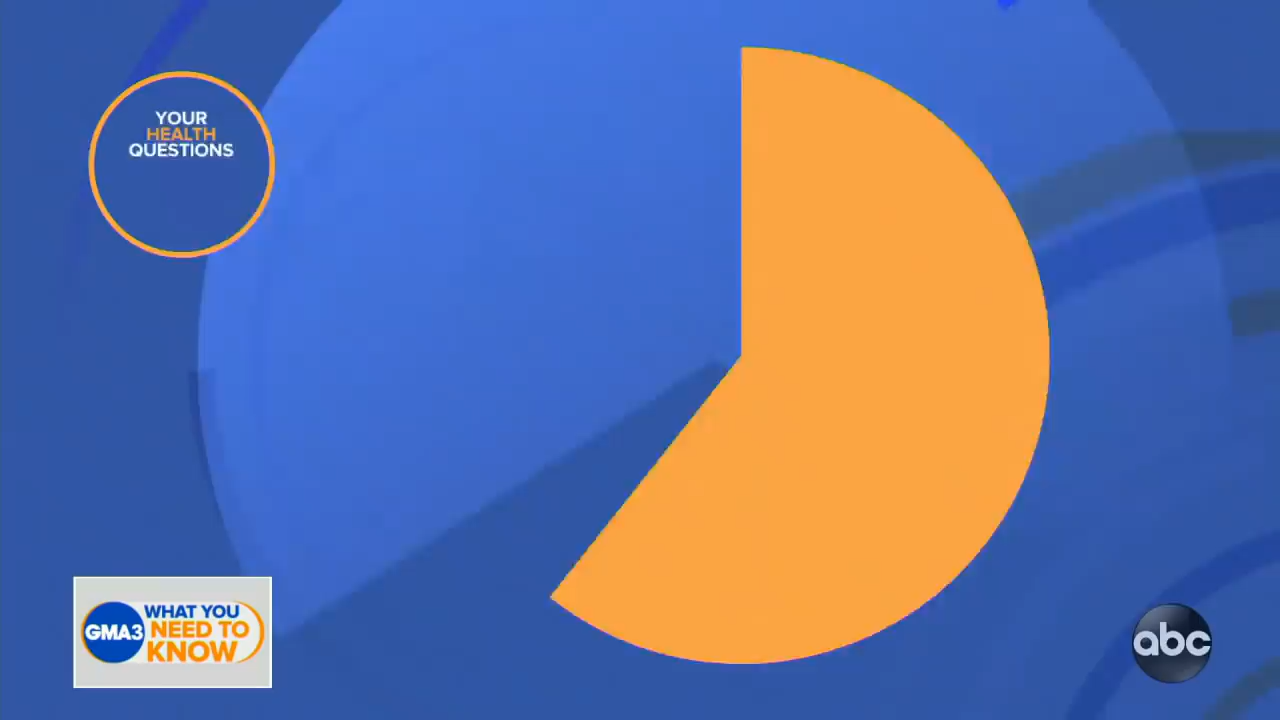 YOUR
HEALTH
QUESTIONS
GMA3
WHAT YOU
NEED TO
KNOW
abc